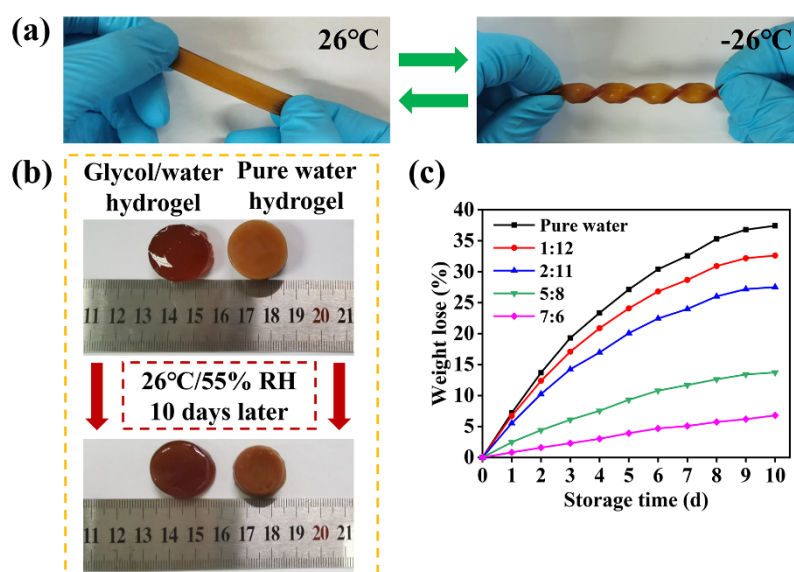 (a)
26℃
-26℃
(b)
Glycol/water
hydrogel
Pure water
hydrogel
11 12 13 14 15 16 17 18 19 20 21
26℃/55% RH
10 days later
11 12 13 14 15 16 17 18 19 20 21
(c)
Weight lose (%)
40
35
30
25
20
15
10
5
0
Pure water
1:12
2:11
5:8
7:6
0 1 2 3 4 5 6 7 8 9 10
Storage time (d)